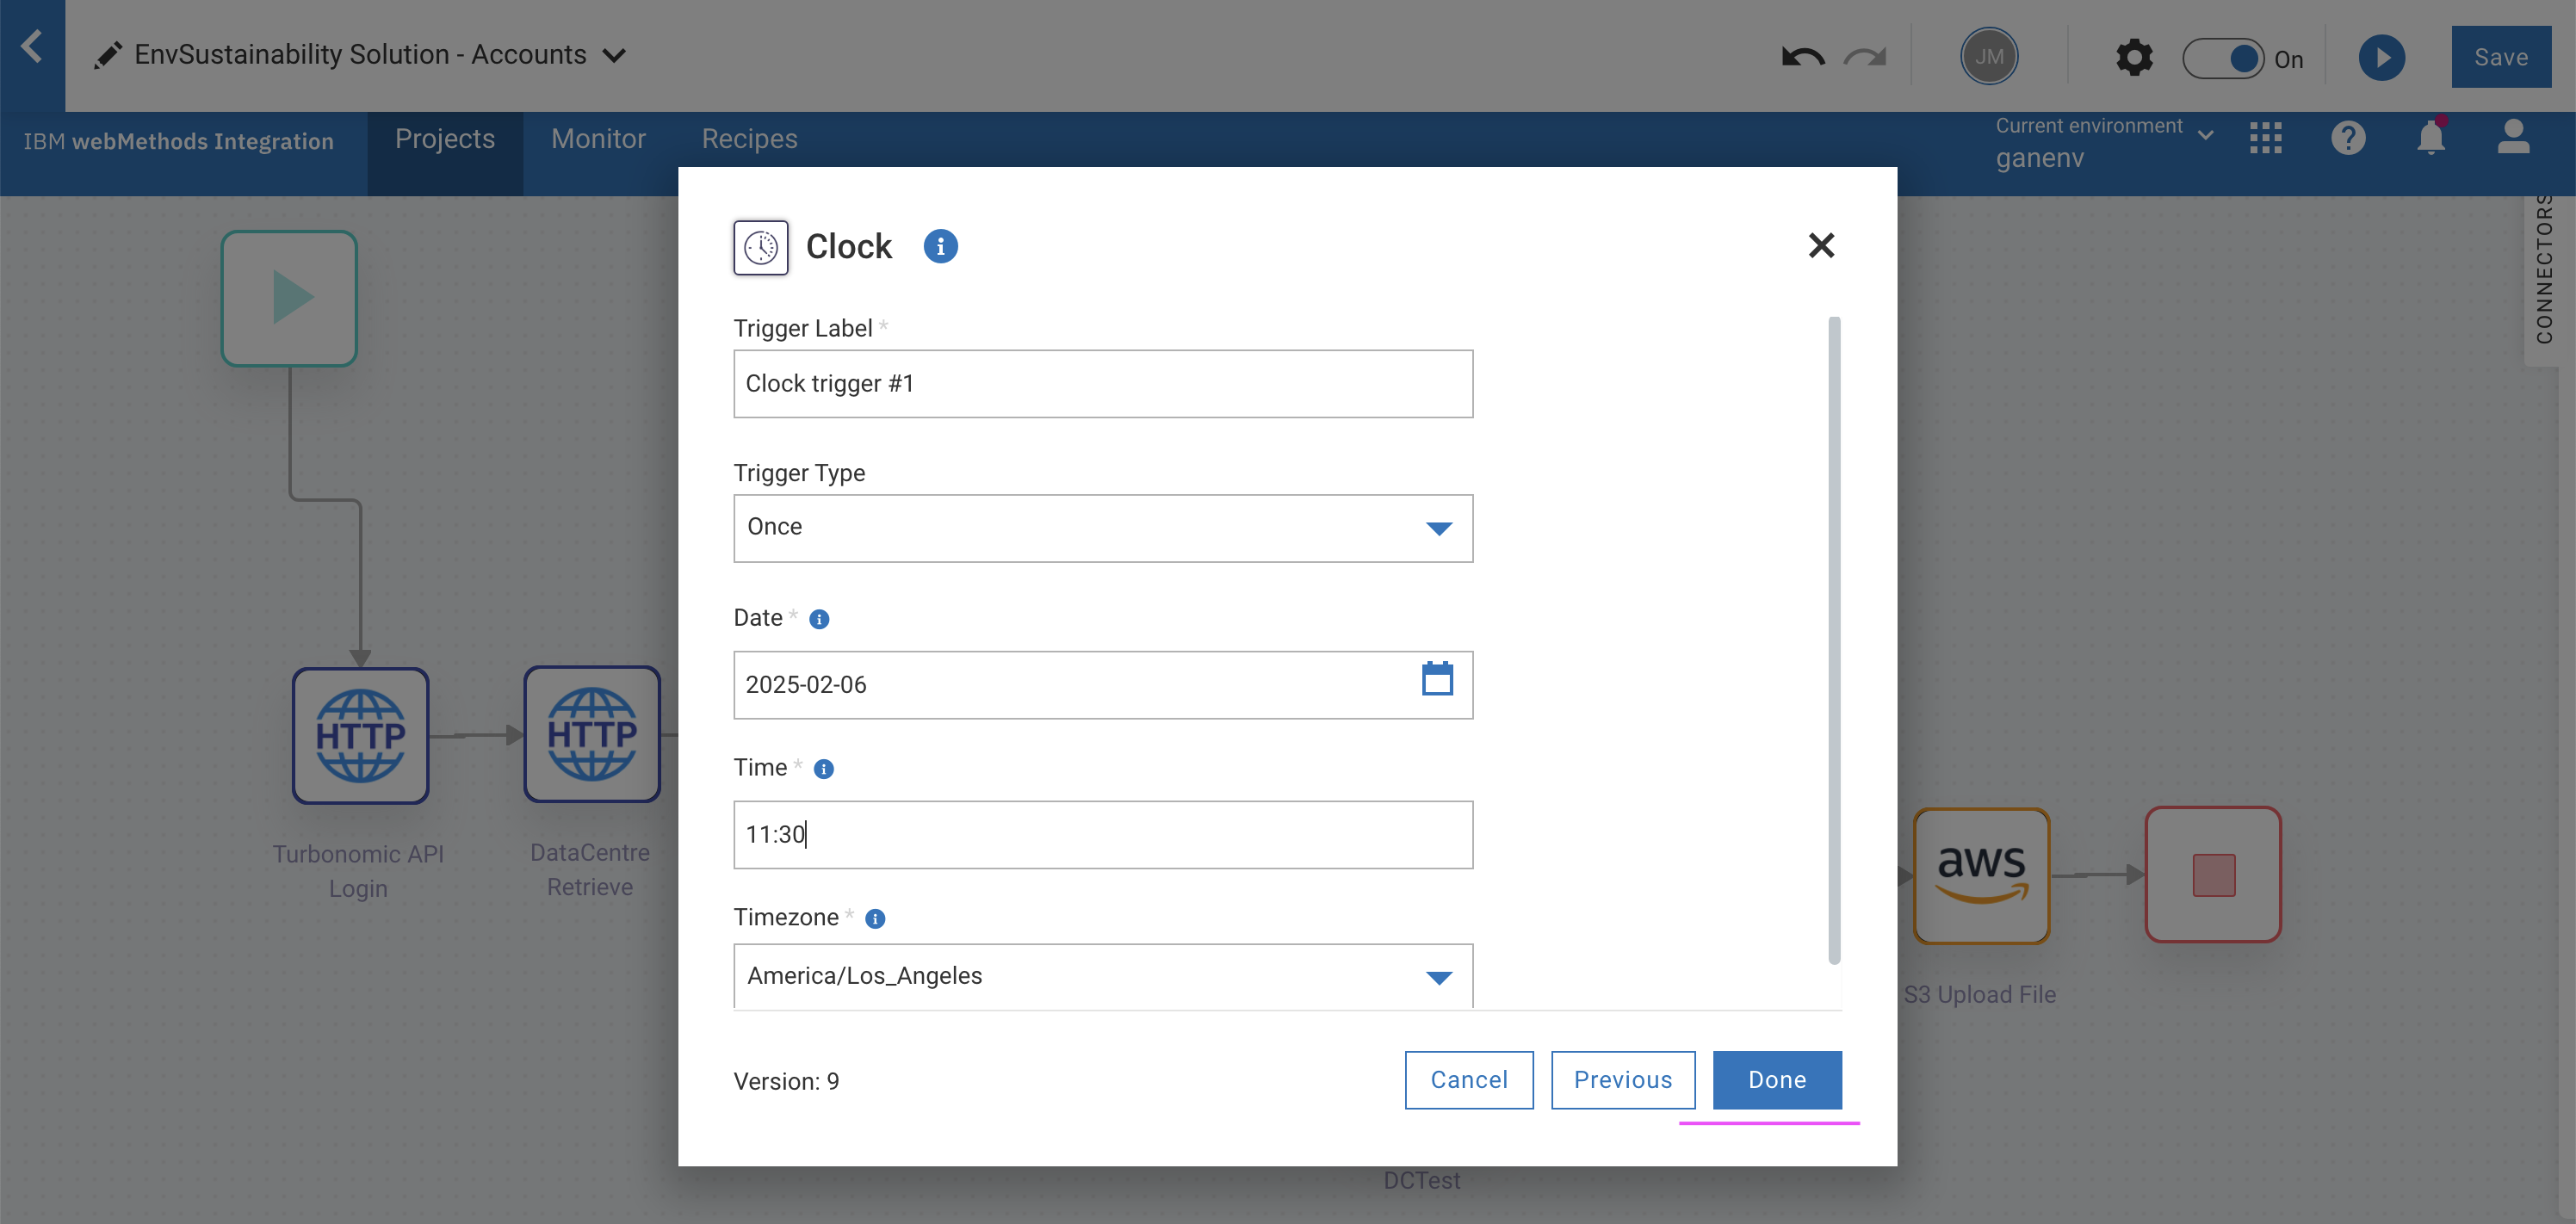 EnvSustainability Solution - Accounts
JM
On
Save
IBM webMethods Integration
Projects
Monitor
Recipes
Current environment
ganenv
CONNECTORS
Clock
Trigger Label *
Clock trigger #1
Trigger Type
Once
Date *
2025-02-06
Time *
11:30
Timezone *
America/Los_Angeles
Version: 9
Cancel
Previous
Done
HTTP
HTTP
Turbonomic API
Login
DataCentre
Retrieve
aws
S3 Upload File
DCTest